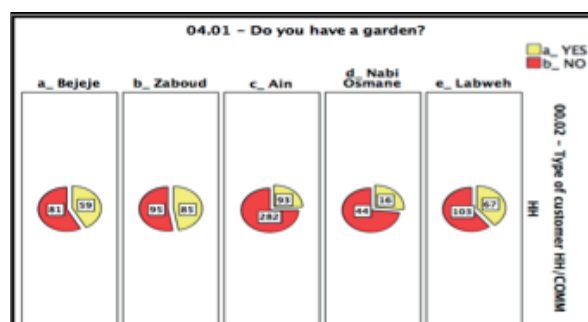 04.01 – Do you have a garden?
a_ YES
b_ NO
a_ Bejeje
b_ Zaboud
c_ Ain
d_ Nabi
Osmane
e_ Labweh
81
59
95
85
93
282
16
44
67
103
HH
00.02 – Type of customer HH/COMM